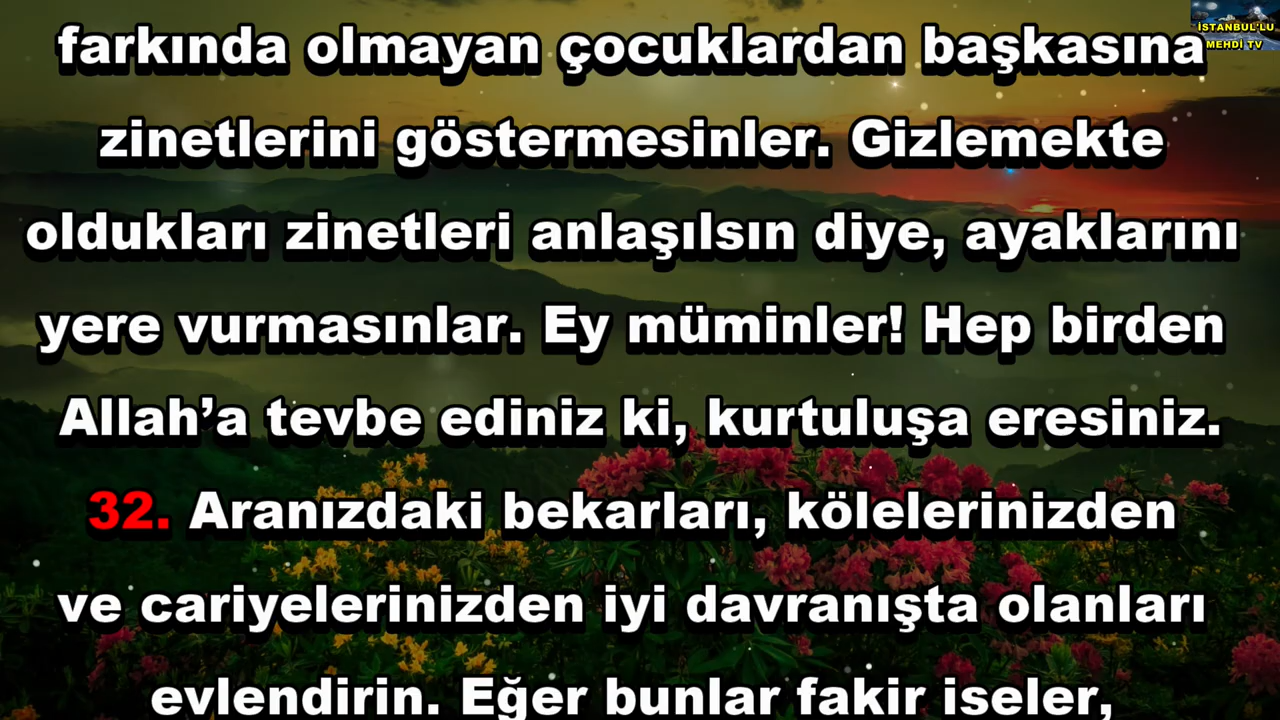 İSTANBUL'LU
MEHDİ TV
farkında olmayan çocuklardan başkasına
zinetlerini göstermesinler. Gizlemekte
oldukları zinetleri anlaşılsın diye, ayaklarını
yere vurmasınlar. Ey müminler! Hep birden
Allah’a tevbe ediniz ki, kurtuluşa eresiniz.
32. Aranızdaki bekarları, kölelerinizden
ve cariyelerinizden iyi davranışta olanları
evlendirin. Eğer bunlar fakir iseler,